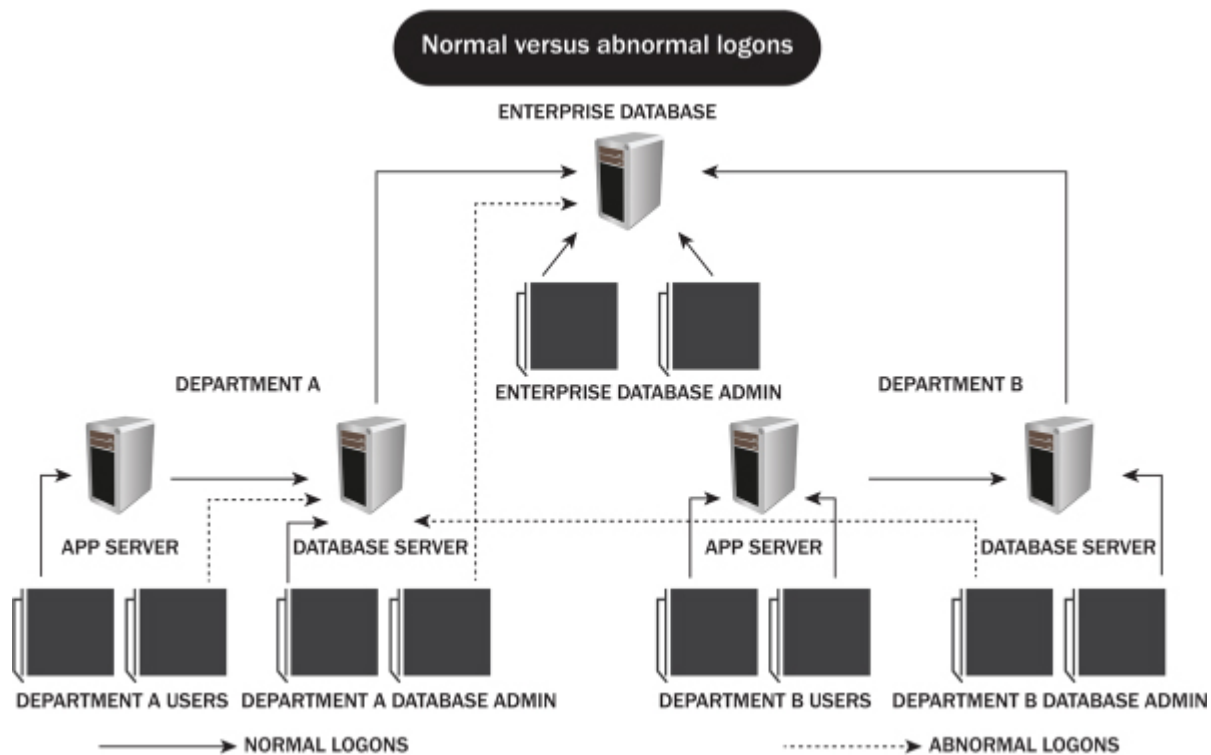 Normal versus abnormal logons
ENTERPRISE DATABASE
DEPARTMENT A
ENTERPRISE DATABASE ADMIN
DEPARTMENT B
APP SERVER
DATABASE SERVER
APP SERVER
DATABASE SERVER
DEPARTMENT A USERS
DEPARTMENT A DATABASE ADMIN
DEPARTMENT B USERS
DEPARTMENT B DATABASE ADMIN
NORMAL LOGONS
ABNORMAL LOGONS